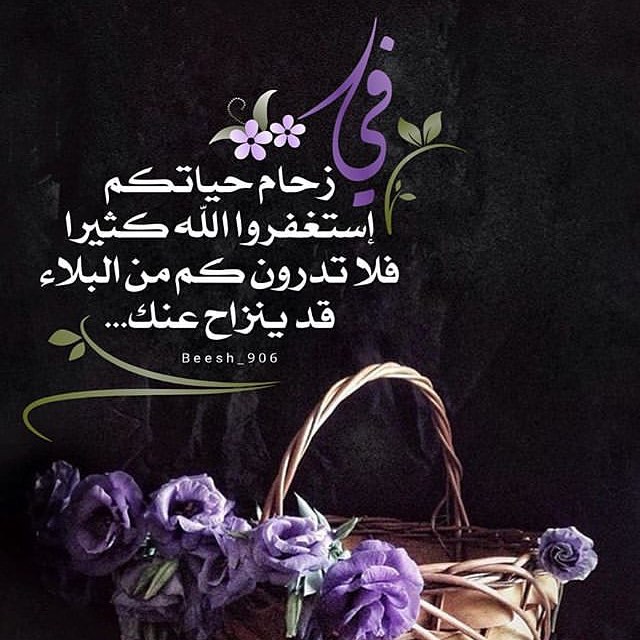 في
زحام حياتكم
إستغفروا الله كثيرا
فلا تدرون كم من البلاء
قد ينزاح عنك...
Beesh_906